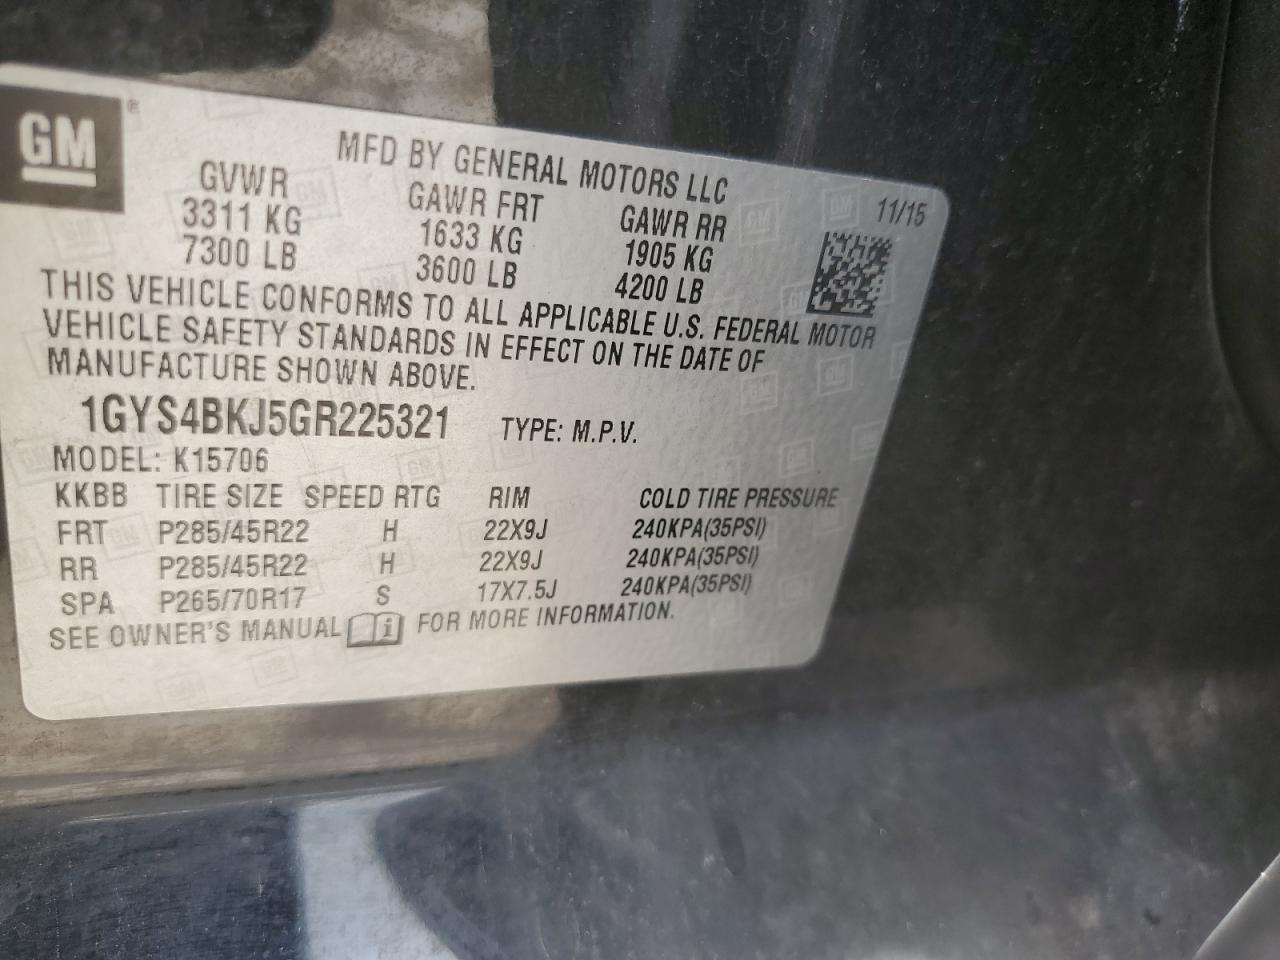 GM®
MFD BY GENERAL MOTORS LLC
11/15
GVWR GAWR FRT GAWR RR
3311 KG 1633 KG 1905 KG
7300 LB 3600 LB 4200 LB
THIS VEHICLE CONFORMS TO ALL APPLICABLE U.S. FEDERAL MOTOR
VEHICLE SAFETY STANDARDS IN EFFECT ON THE DATE OF
MANUFACTURE SHOWN ABOVE.
1GYS4BKJ5GR225321 TYPE: M.P.V.
MODEL: K15706
KKBB TIRE SIZE SPEED RTG RIM COLD TIRE PRESSURE
FRT P285/45R22 H 22X9J 240KPA(35PSI)
RR P285/45R22 H 22X9J 240KPA(35PSI)
SPA P265/70R17 S 17X7.5J 240KPA(35PSI)
SEE OWNER'S MANUAL i FOR MORE INFORMATION.